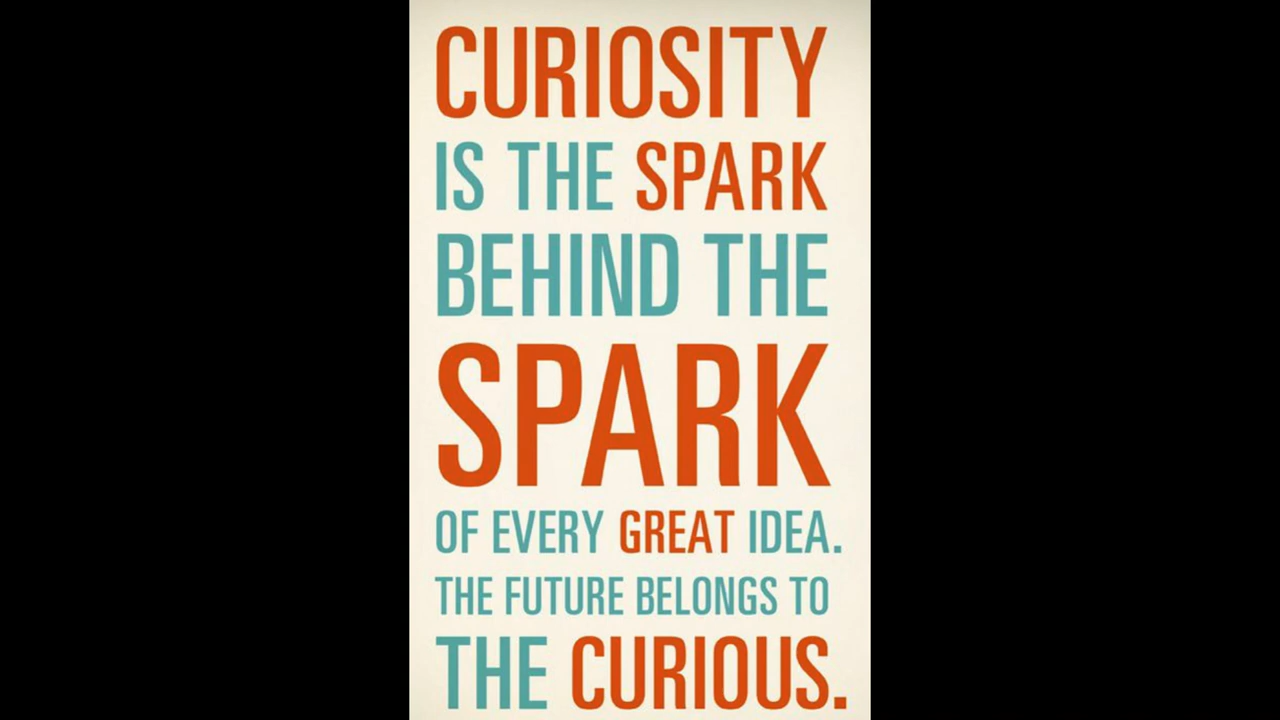 CURIOSITY
IS THE SPARK
BEHIND THE
SPARK
OF EVERY GREAT IDEA.
THE FUTURE BELONGS TO
THE CURIOUS.